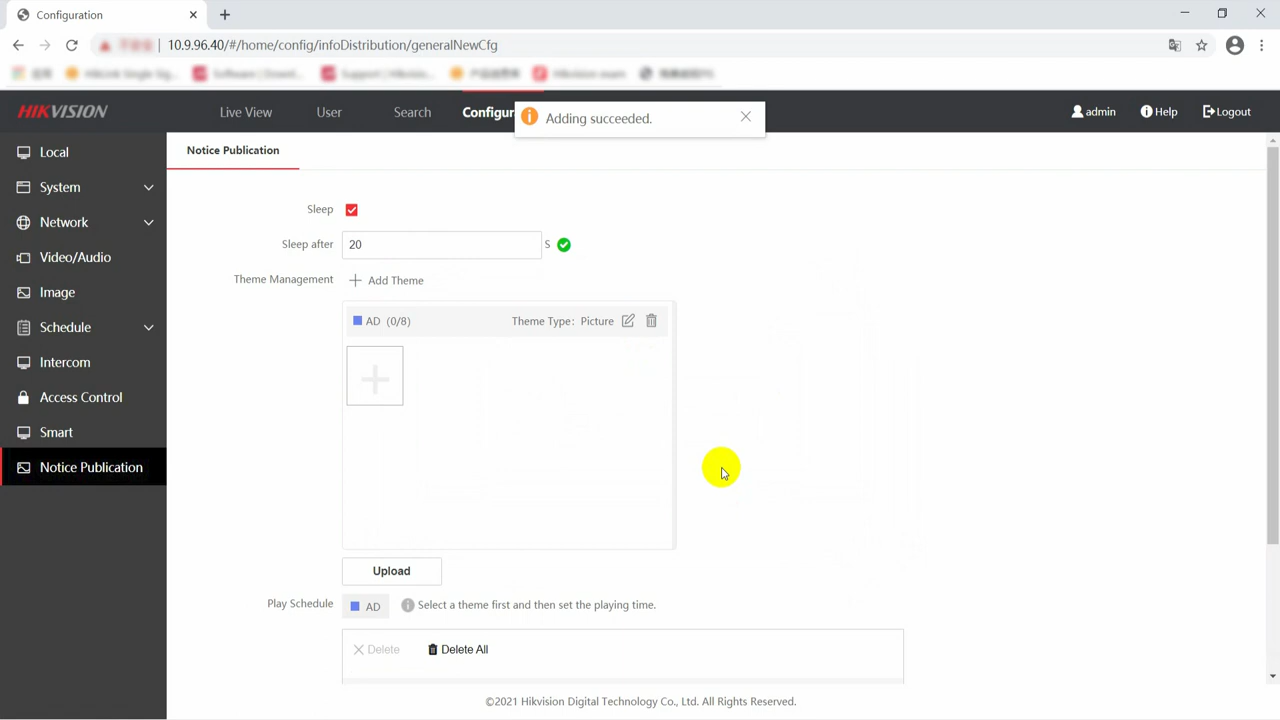 Configuration
10.9.96.40/#/home/config/infoDistribution/generalNewCfg
HIKVISION
Live View
User
Search
Configur
Adding succeeded.
admin
Help
Logout
Local
System
Network
Video/Audio
Image
Schedule
Intercom
Access Control
Smart
Notice Publication
Notice Publication
Sleep
Sleep after 20 S
Theme Management + Add Theme
AD (0/8) Theme Type: Picture
Upload
Play Schedule AD Select a theme first and then set the playing time.
Delete Delete All
©2021 Hikvision Digital Technology Co., Ltd. All Rights Reserved.